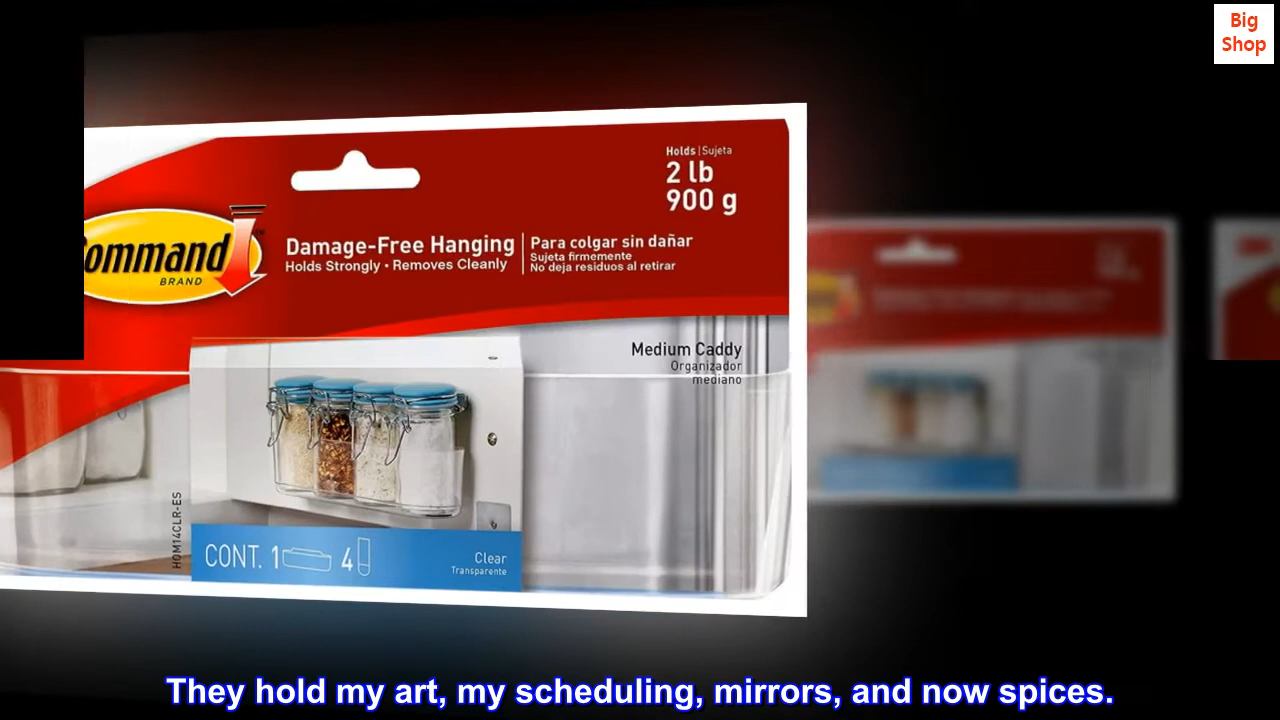 Big
Shop
Holds | Sujeta
2 lb
900 g
ommand
BRAND
Damage-Free Hanging
Holds Strongly • Removes Cleanly
Para colgar sin dañar
Sujeta firmemente
No deja residuos al retirar
Medium Caddy
Organizador
mediano
HOM14CLR-ES
CONT. 1 4
Clear
Transparente
They hold my art, my scheduling, mirrors, and now spices.